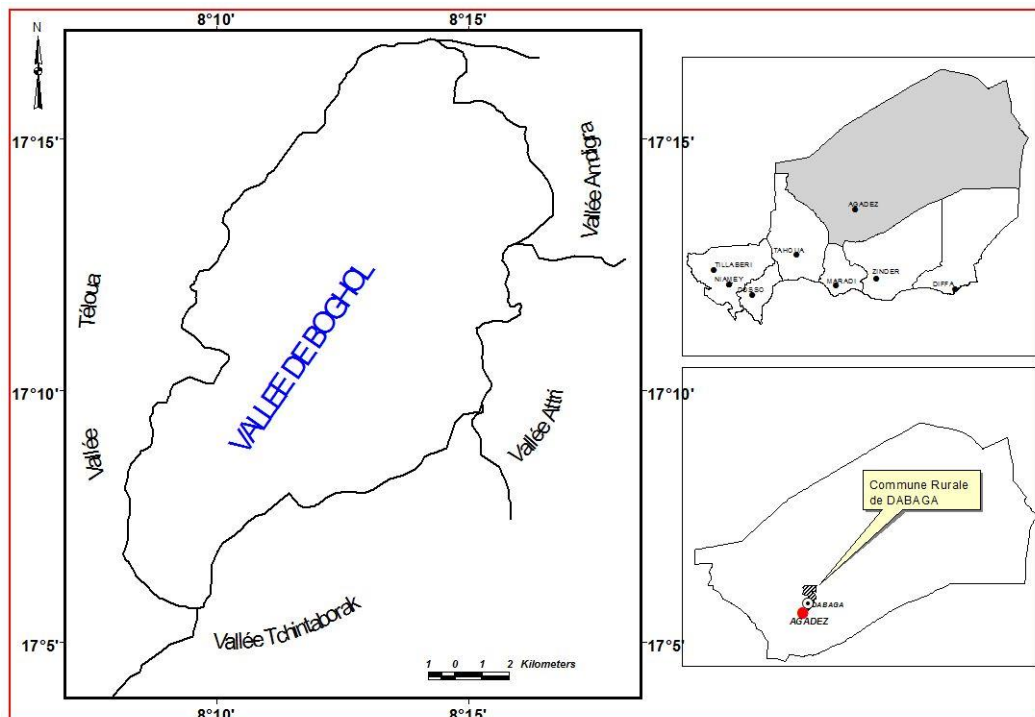 8°10' 8°15'
N
17°15' 17°15'
Vallée Amdigra
VALLEE DE BOGHOL
Téloua
Vallée
17°10' 17°10'
Vallée Attri
17°5' 17°5'
Vallée Tchintaborak
1 0 1 2 Kilometers
8°10' 8°15'
AGADEZ
TAHOUA
TILLABERI
NIAMEY
DOSSO
MARADI
ZINDER
DIFFA
Commune Rurale
de DABAGA
DABAGA
AGADEZ